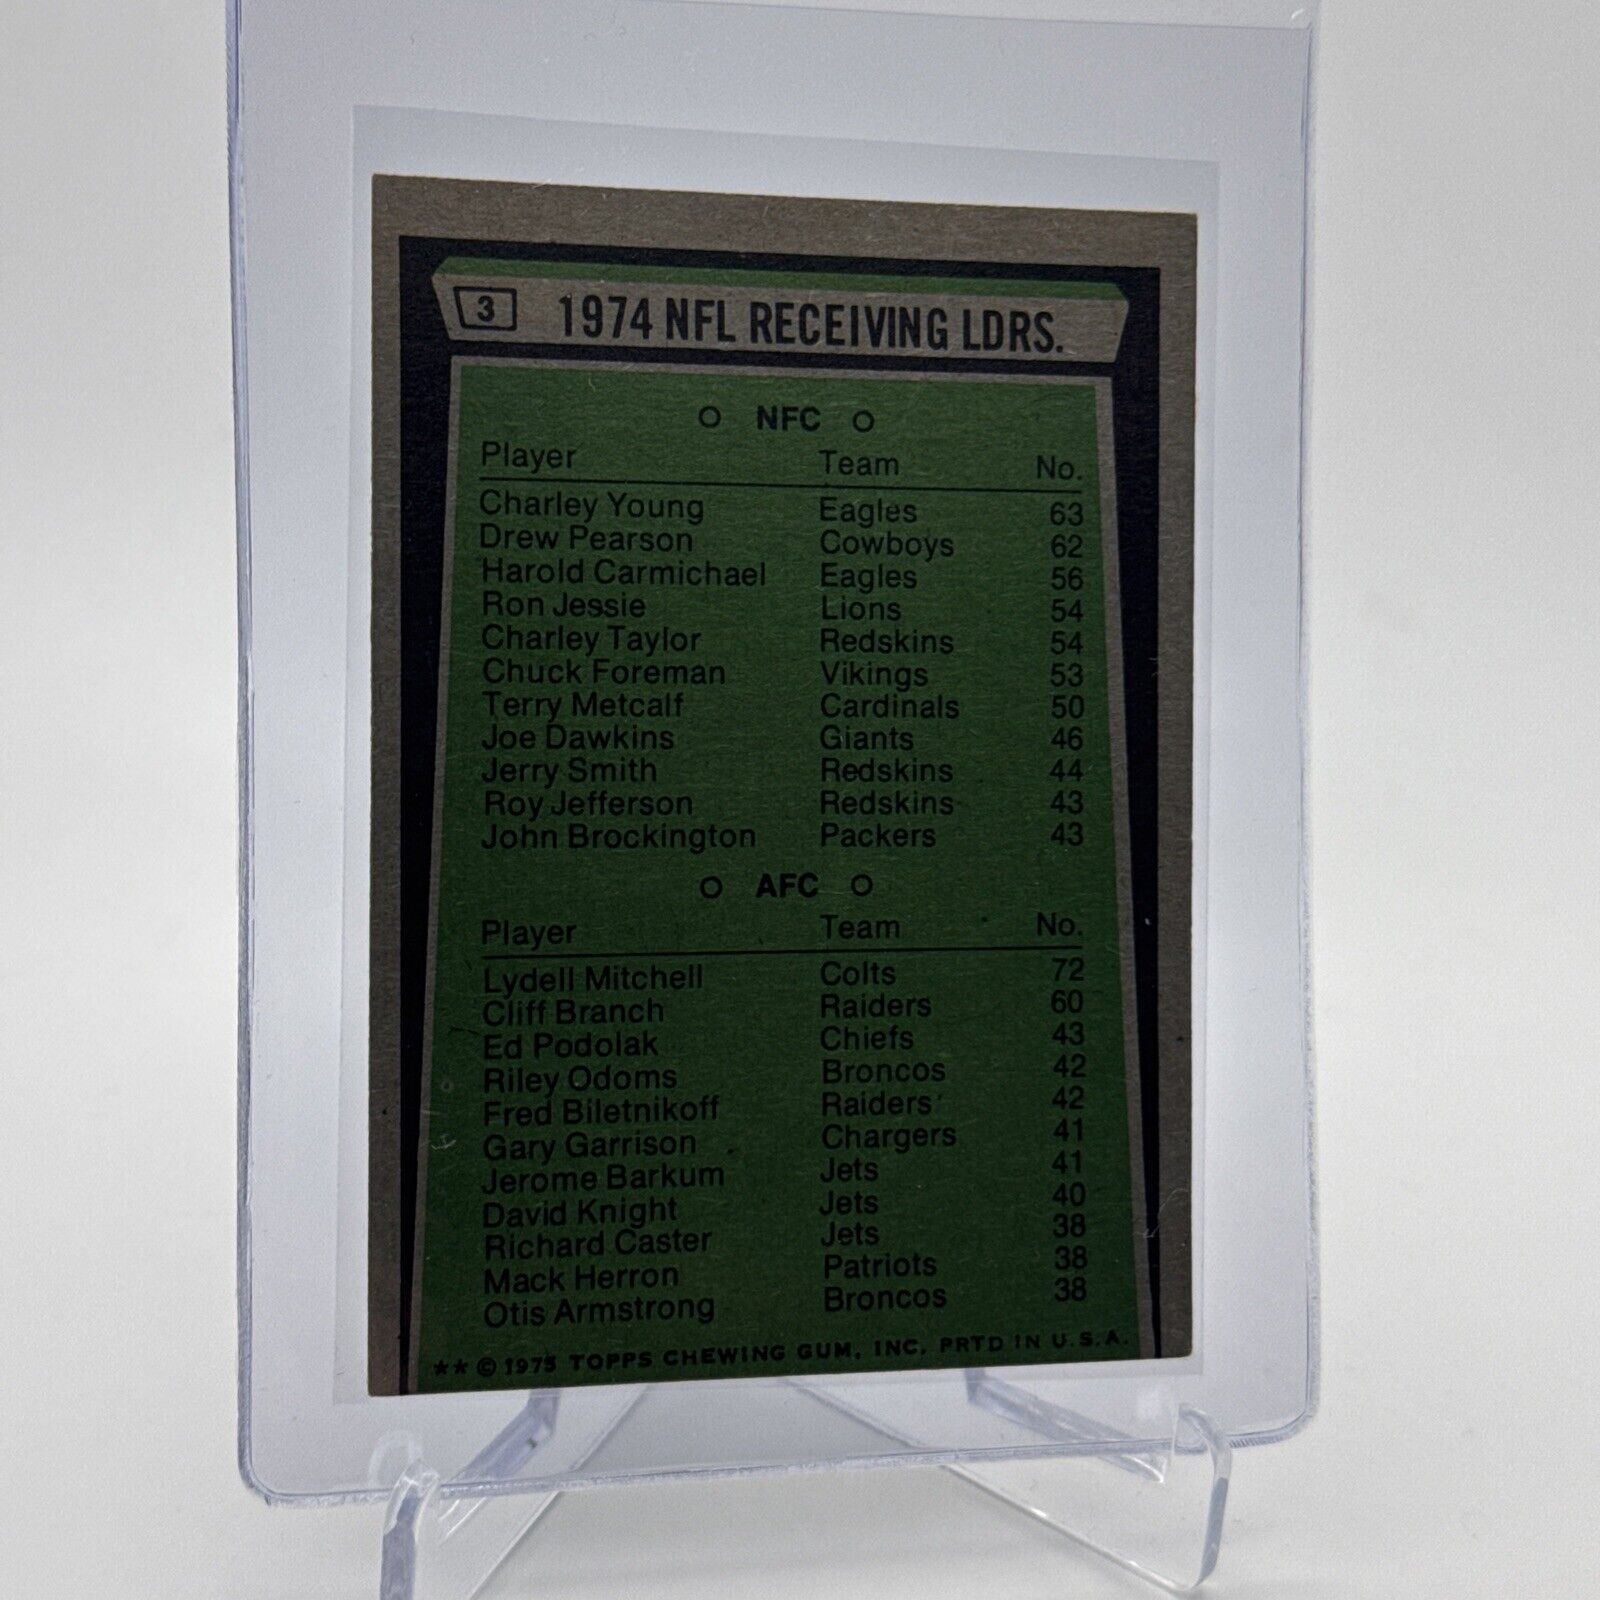 3 1974 NFL RECEIVING LDRS.
NFC
Player Team No.
Charley Young Eagles 63
Drew Pearson Cowboys 62
Harold Carmichael Eagles 56
Ron Jessie Lions 54
Charley Taylor Redskins 54
Chuck Foreman Vikings 53
Terry Metcalf Cardinals 50
Joe Dawkins Giants 46
Jerry Smith Redskins 44
Roy Jefferson Redskins 43
John Brockington Packers 43
AFC
Player Team No.
Lydell Mitchell Colts 72
Cliff Branch Raiders 60
Ed Podolak Chiefs 43
Riley Odoms Broncos 42
Fred Biletnikoff Raiders 42
Gary Garrison Chargers 41
Jerome Barkum Jets 41
David Knight Jets 40
Richard Caster Jets 38
Mack Herron Patriots 38
Otis Armstrong Broncos 38
★★ © 1975 TOPPS CHEWING GUM, INC. PRTD IN U.S.A.